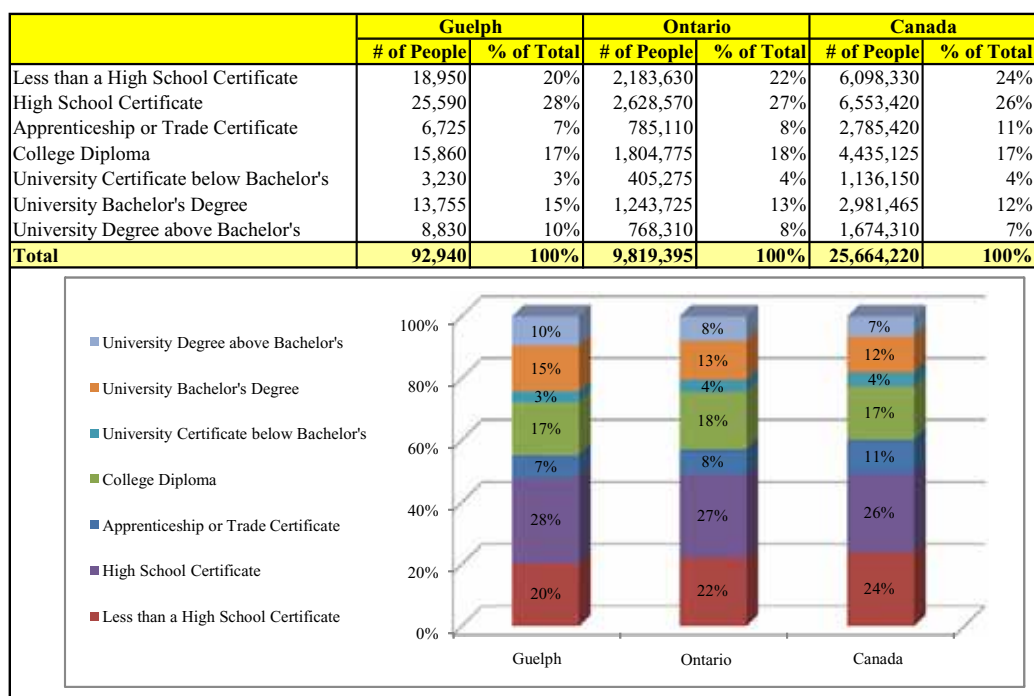 Guelph Ontario Canada
# of People % of Total # of People % of Total # of People % of Total
Less than a High School Certificate 18,950 20% 2,183,630 22% 6,098,330 24%
High School Certificate 25,590 28% 2,628,570 27% 6,553,420 26%
Apprenticeship or Trade Certificate 6,725 7% 785,110 8% 2,785,420 11%
College Diploma 15,860 17% 1,804,775 18% 4,435,125 17%
University Certificate below Bachelor's 3,230 3% 405,275 4% 1,136,150 4%
University Bachelor's Degree 13,755 15% 1,243,725 13% 2,981,465 12%
University Degree above Bachelor's 8,830 10% 768,310 8% 1,674,310 7%
Total 92,940 100% 9,819,395 100% 25,664,220 100%
University Degree above Bachelor's
University Bachelor's Degree
University Certificate below Bachelor's
College Diploma
Apprenticeship or Trade Certificate
High School Certificate
Less than a High School Certificate
100%
80%
60%
40%
20%
0%
10% 8% 7%
15% 13% 12%
3% 4% 4%
17% 18% 17%
7% 8% 11%
28% 27% 26%
20% 22% 24%
Guelph Ontario Canada